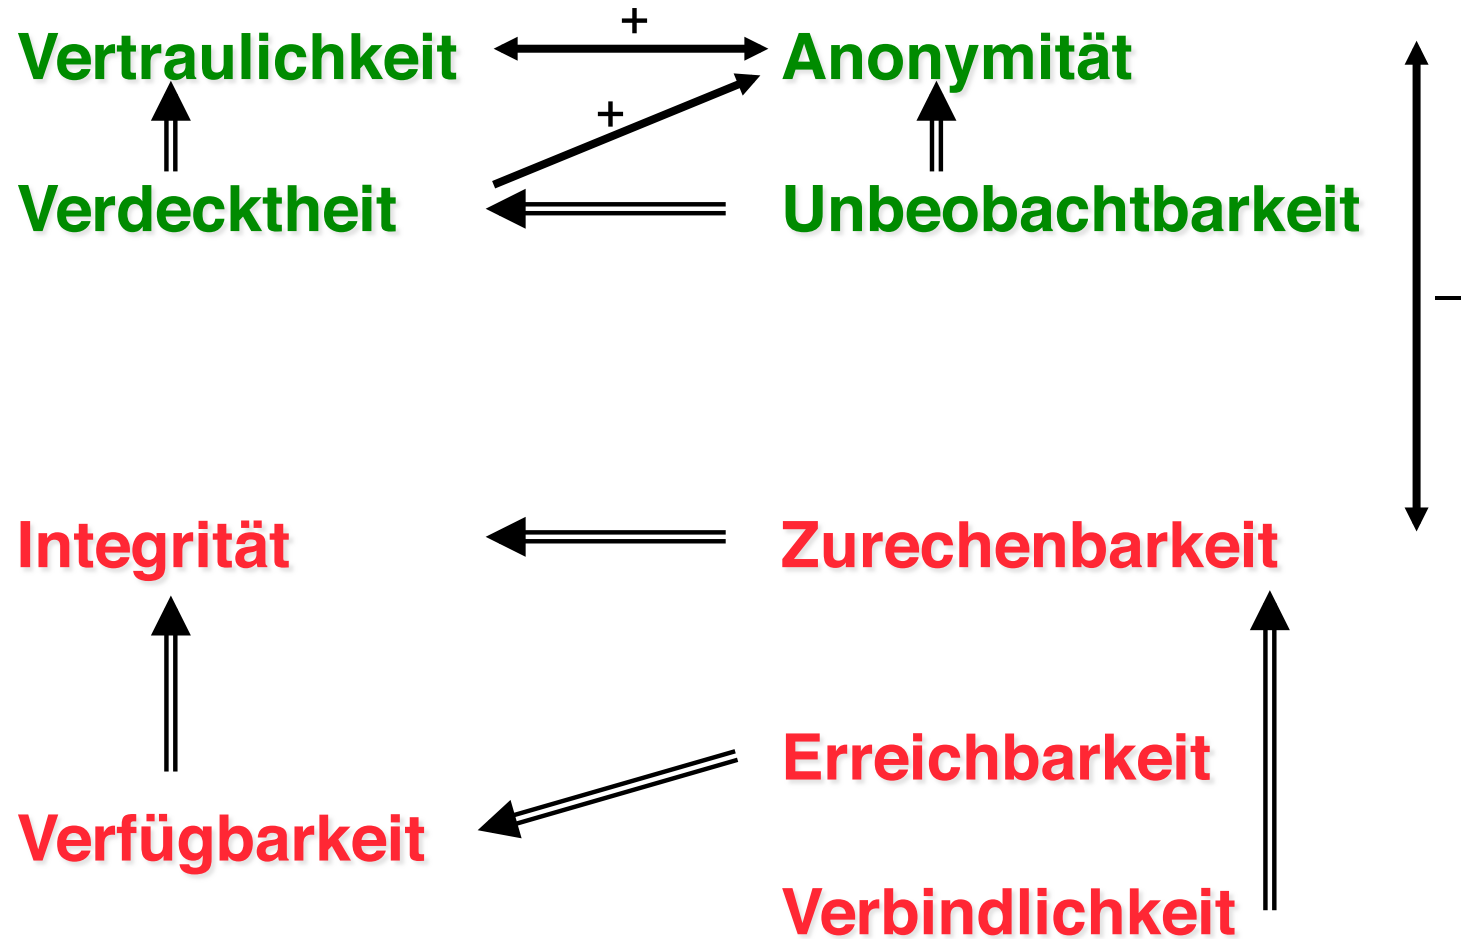 +
Vertraulichkeit Anonymität
+
Verdecktheit Unbeobachtbarkeit
–
Integrität Zurechenbarkeit
Erreichbarkeit
Verfügbarkeit
Verbindlichkeit